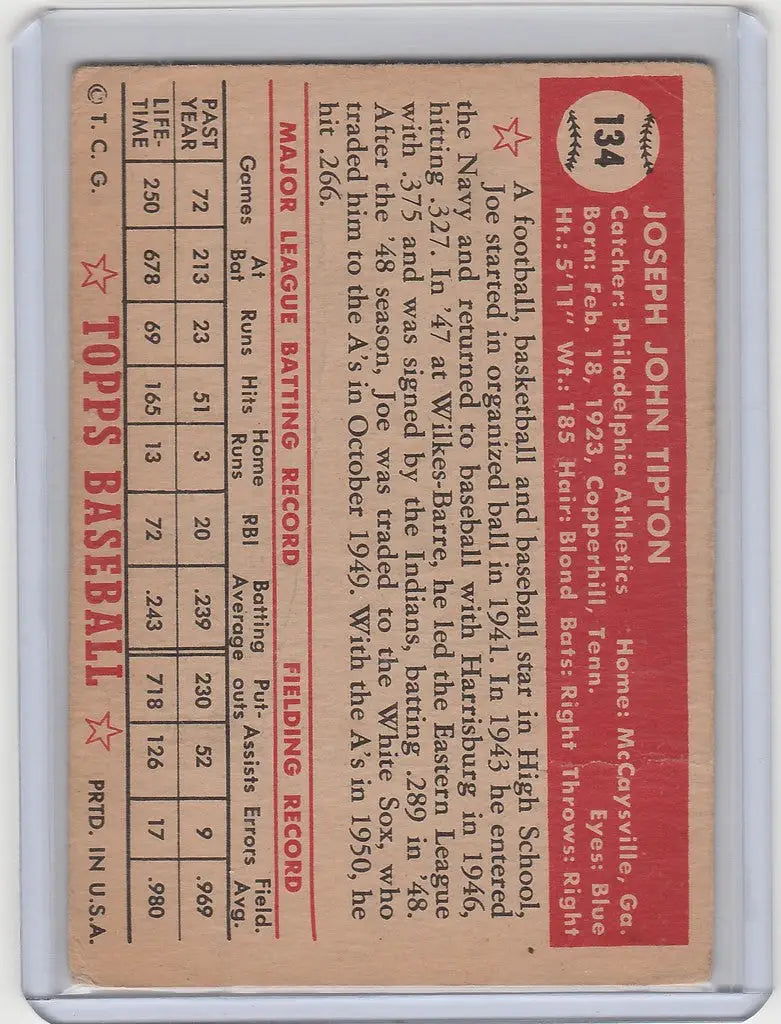 134
JOSEPH JOHN TIPTON
Catcher: Philadelphia Athletics Home: McCaysville, Ga.
Born: Feb. 18, 1923, Copperhill, Tenn. Eyes: Blue
Ht.: 5'11" Wt.: 185 Hair: Blond Bats: Right Throws: Right
A football, basketball and baseball star in High School,
Joe started in organized ball in 1941. In 1943 he entered
the Navy and returned to baseball with Harrisburg in 1946,
hitting .327. In '47 at Wilkes-Barre, he led the Eastern League
with .375 and was signed by the Indians, batting .289 in '48.
After the '48 season, Joe was traded to the White Sox, who
traded him to the A's in October 1949. With the A's in 1950, he
hit .266.
MAJOR LEAGUE BATTING RECORD FIELDING RECORD
Games At Bat Runs Hits Home Runs RBI Batting Average Put-outs Assists Errors Field. Avg.
PAST YEAR 72 213 23 51 3 20 .239 230 52 9 .969
LIFE-TIME 250 678 69 165 13 72 .243 718 126 17 .980
© T. C. G. TOPPS BASEBALL PRTD. IN U.S.A.